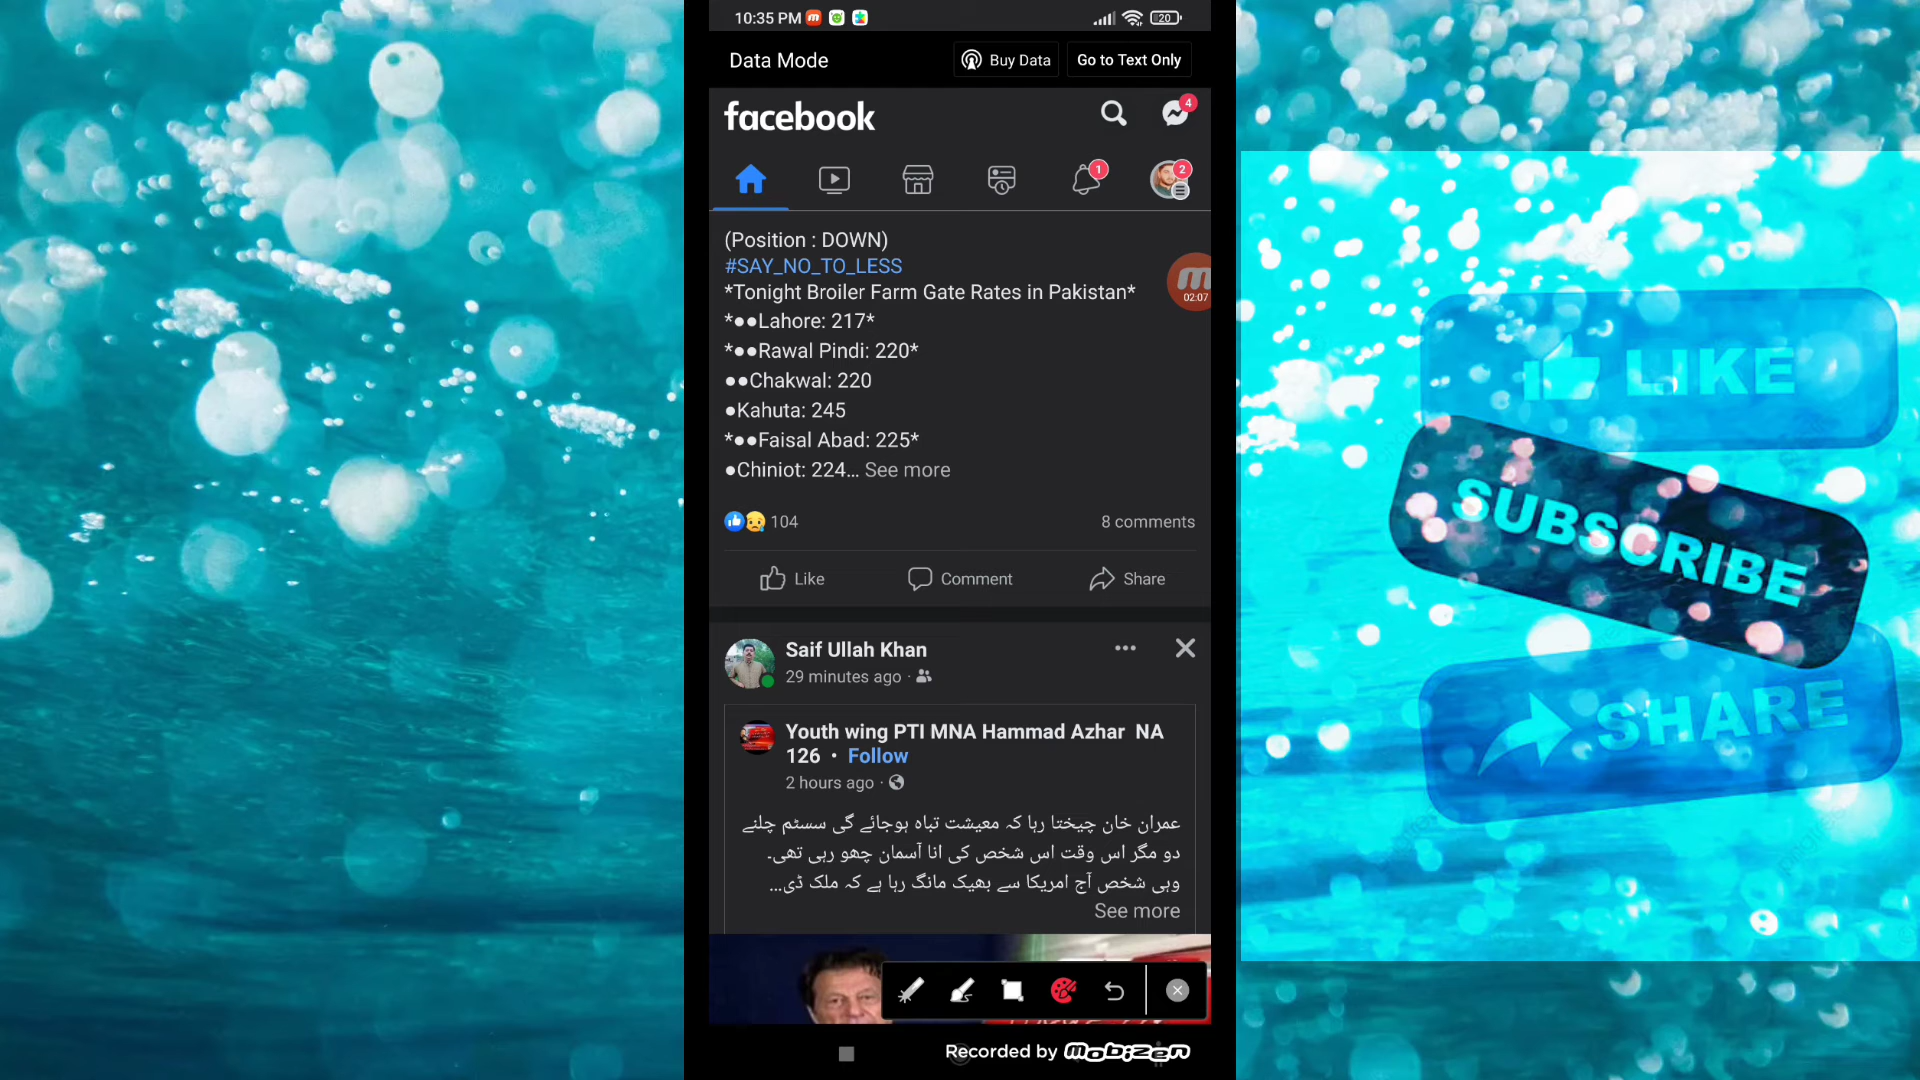 10:35 PM
20
Data Mode
Buy Data
Go to Text Only
facebook
4
1
2
(Position : DOWN)
#SAY_NO_TO_LESS
*Tonight Broiler Farm Gate Rates in Pakistan*
*●●Lahore: 217*
*●●Rawal Pindi: 220*
●●Chakwal: 220
●Kahuta: 245
*●●Faisal Abad: 225*
●Chiniot: 224... See more
02:07
104
8 comments
Like
Comment
Share
Saif Ullah Khan
29 minutes ago ·
Youth wing PTI MNA Hammad Azhar NA
126 • Follow
2 hours ago ·
عمران خان چیختا رہا کہ معیشت تباہ ہوجائے گی سسٹم چلنے
دو مگر اس وقت اس شخص کی انا آسمان چھو رہی تھی۔
وہی شخص آج امریکا سے بھیک مانگ رہا ہے کہ ملک ڈی...
See more
Recorded by mobizen
LIKE
SUBSCRIBE
SHARE